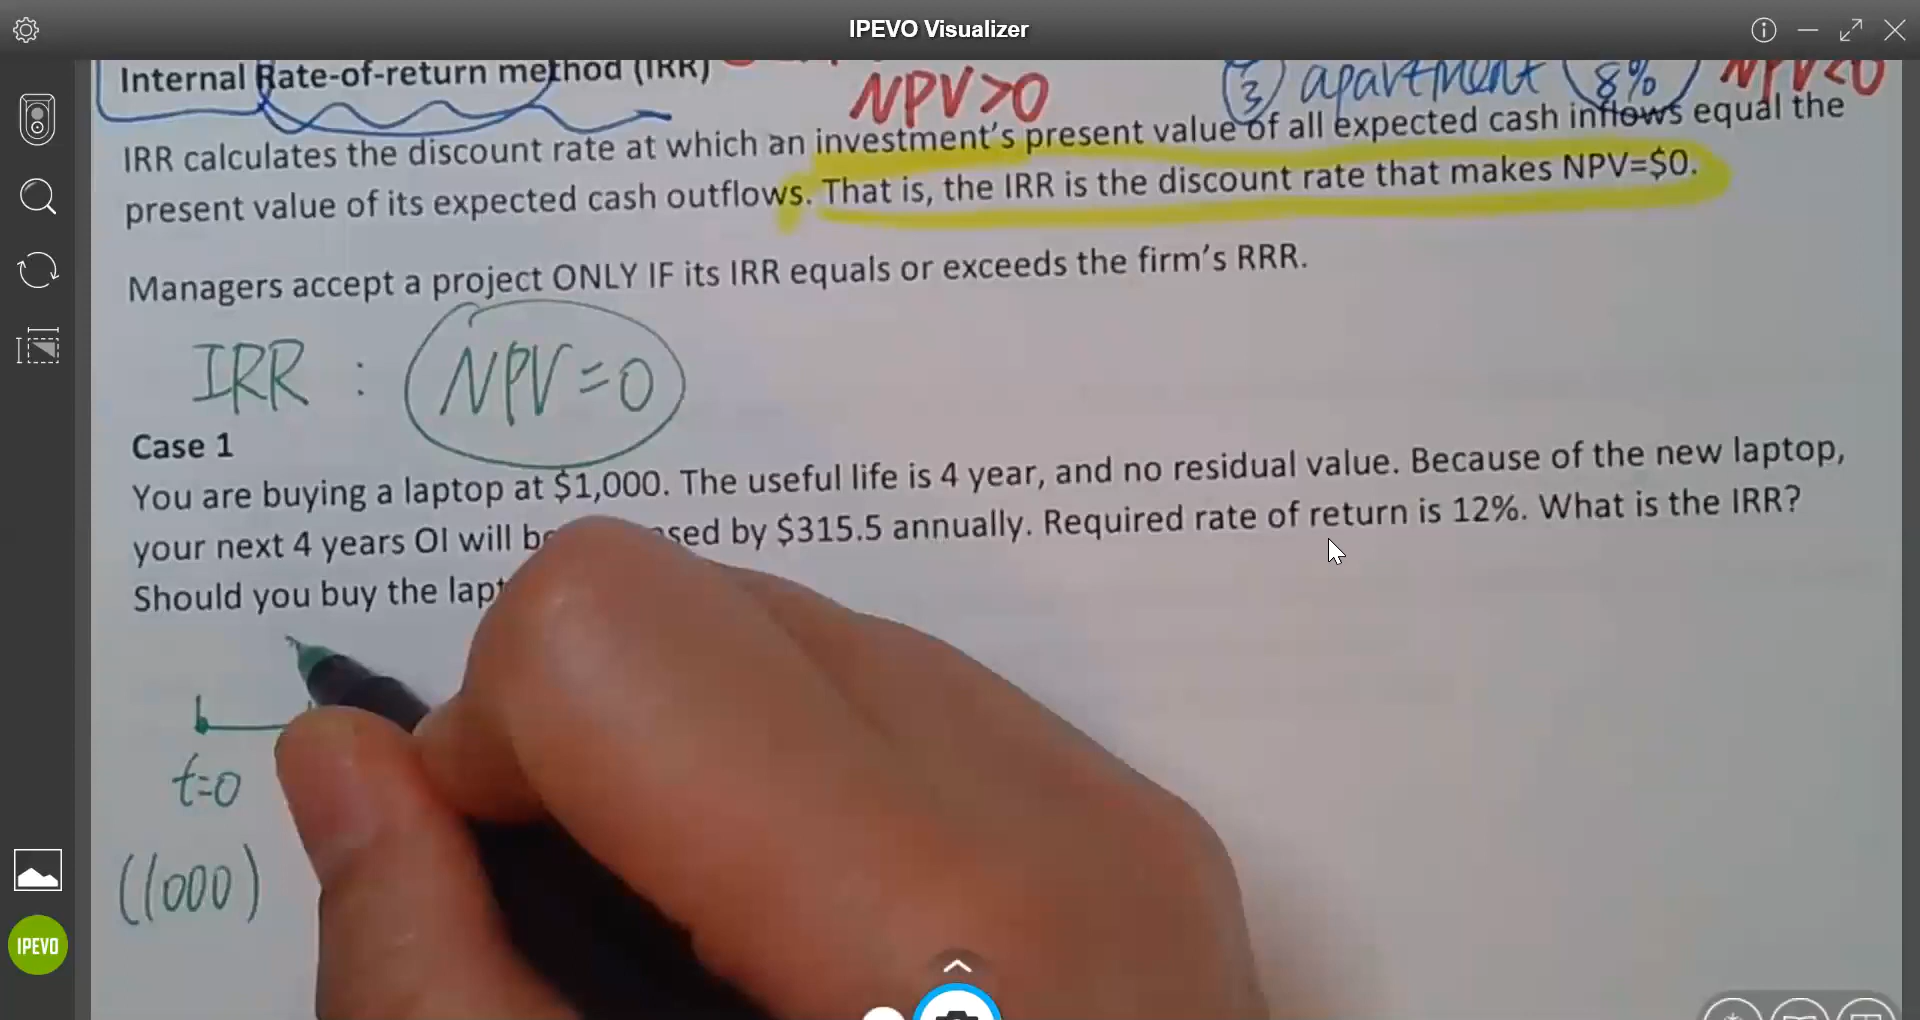 IPEVO Visualizer
Internal Rate-of-return method (IRR)
NPV>0
3 apartment (8%) NPV<0
IRR calculates the discount rate at which an investment's present value of all expected cash inflows equal the
present value of its expected cash outflows. That is, the IRR is the discount rate that makes NPV=$0.
Managers accept a project ONLY IF its IRR equals or exceeds the firm's RRR.
IRR : NPV=0
Case 1
You are buying a laptop at $1,000. The useful life is 4 year, and no residual value. Because of the new laptop,
your next 4 years OI will be sed by $315.5 annually. Required rate of return is 12%. What is the IRR?
Should you buy the lapt
t=0
(1000)
IPEVO